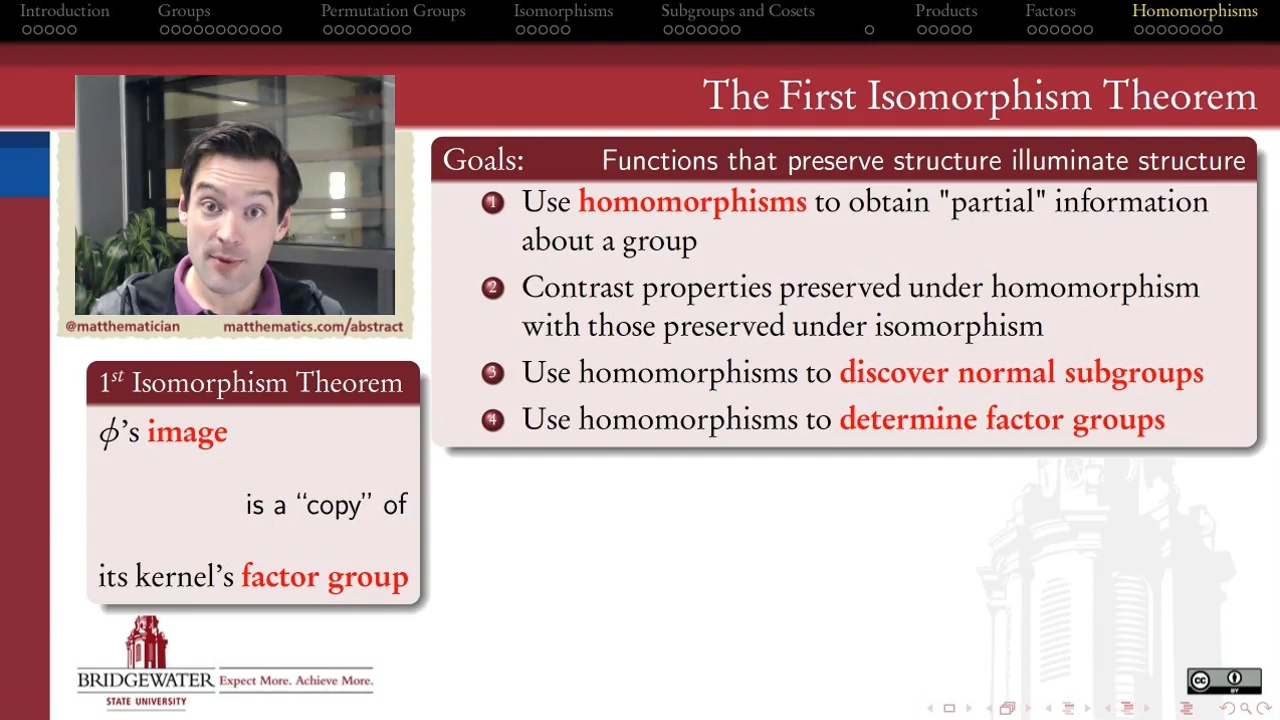 Introduction Groups Permutation Groups Isomorphisms Subgroups and Cosets Products Factors Homomorphisms
The First Isomorphism Theorem
@matthematician matthematics.com/abstract
1st Isomorphism Theorem
ϕ's image
is a “copy” of
its kernel's factor group
Goals: Functions that preserve structure illuminate structure
1 Use homomorphisms to obtain "partial" information
about a group
2 Contrast properties preserved under homomorphism
with those preserved under isomorphism
3 Use homomorphisms to discover normal subgroups
4 Use homomorphisms to determine factor groups
BRIDGEWATER Expect More. Achieve More.
STATE UNIVERSITY
cc
BY